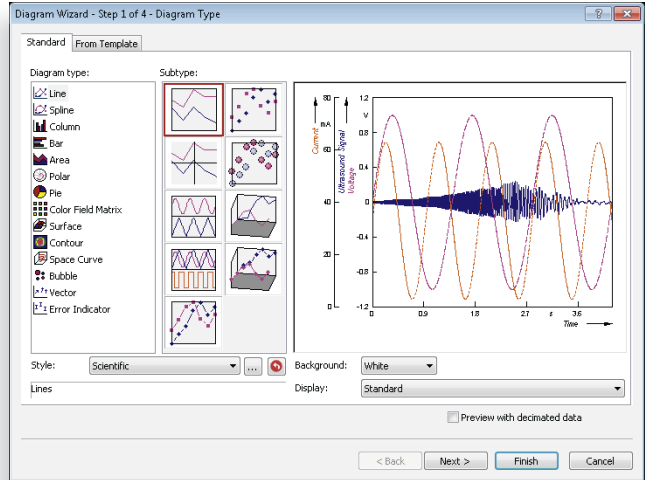 Diagram Wizard - Step 1 of 4 - Diagram Type
Standard
From Template
Diagram type:
Subtype:
Line
Spline
Column
Bar
Area
Polar
Pie
Color Field Matrix
Surface
Contour
Space Curve
Bubble
Vector
Error Indicator
Current
mA
Ultrasound Signal
Voltage
80
60
40
20
0
1.2
V
0.8
0.4
0
-0.4
-0.8
-1.2
0
0.9
1.8
2.7
s
3.6
Time
Style:
Scientific
...
Background:
White
Lines
Display:
Standard
Preview with decimated data
< Back
Next >
Finish
Cancel